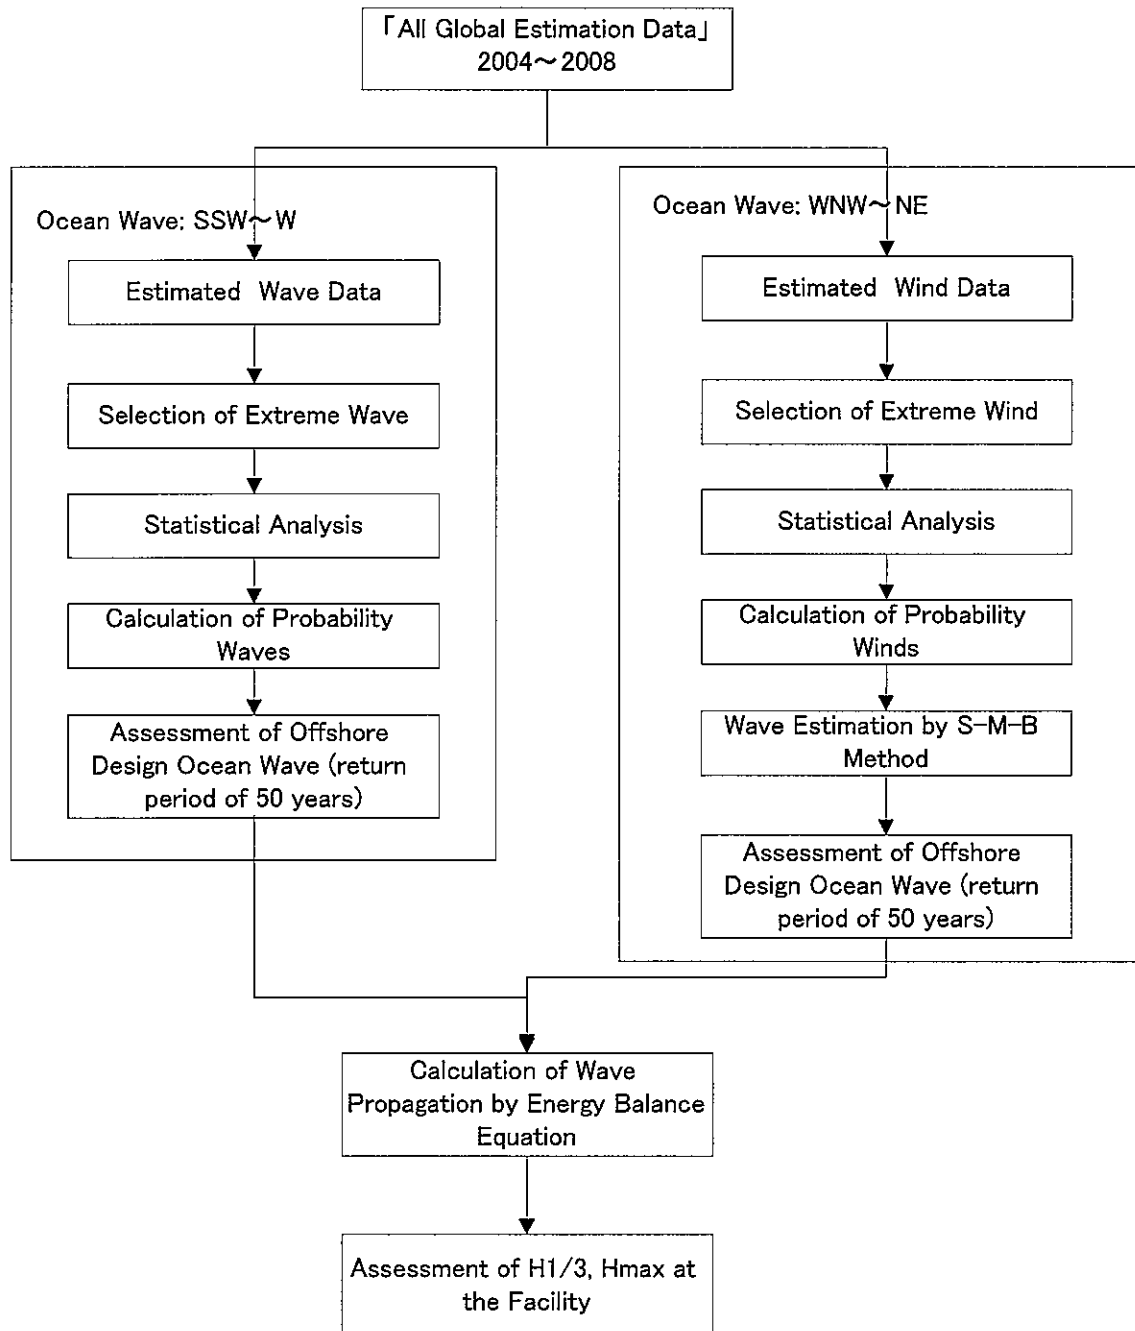 「All Global Estimation Data」
2004～2008
Ocean Wave: SSW～W
Estimated Wave Data
Selection of Extreme Wave
Statistical Analysis
Calculation of Probability
Waves
Assessment of Offshore
Design Ocean Wave (return
period of 50 years)
Ocean Wave: WNW～NE
Estimated Wind Data
Selection of Extreme Wind
Statistical Analysis
Calculation of Probability
Winds
Wave Estimation by S-M-B
Method
Assessment of Offshore
Design Ocean Wave (return
period of 50 years)
Calculation of Wave
Propagation by Energy Balance
Equation
Assessment of H1/3, Hmax at
the Facility